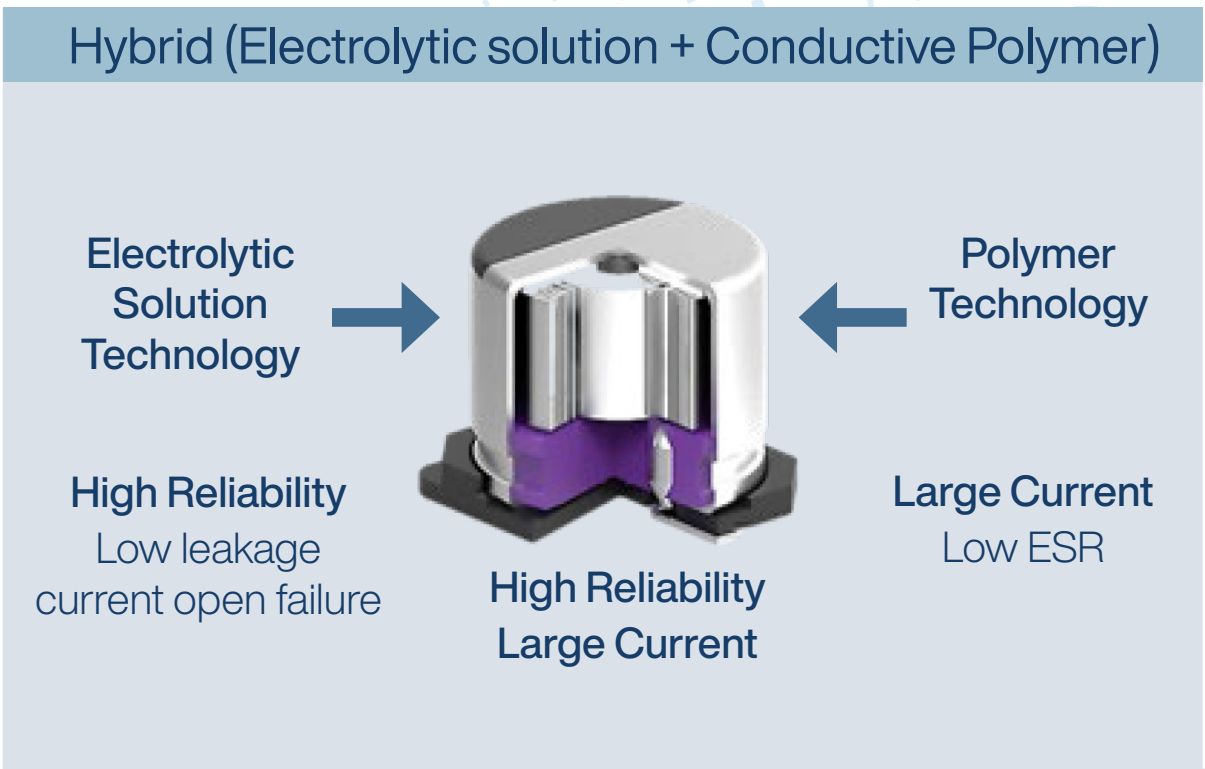 Hybrid (Electrolytic solution + Conductive Polymer)
Electrolytic
Solution
Technology
High Reliability
Low leakage
current open failure
High Reliability
Large Current
Polymer
Technology
Large Current
Low ESR